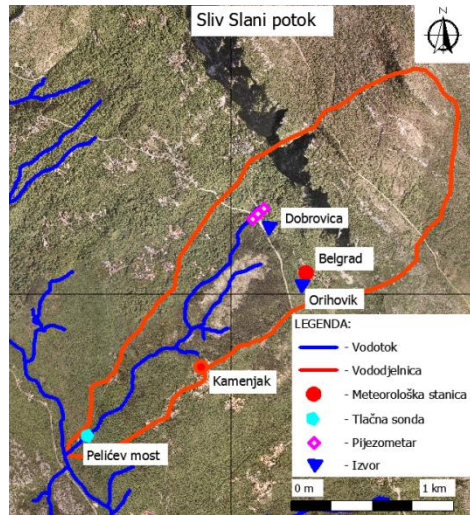 Sliv Slani potok
N
Dobrovica
Belgrad
Orihovik
Kamenjak
Pelićev most
LEGENDA:
- Vodotok
- Vododjelnica
- Meteorološka stanica
- Tlačna sonda
- Pijezometar
- Izvor
0 m 1 km